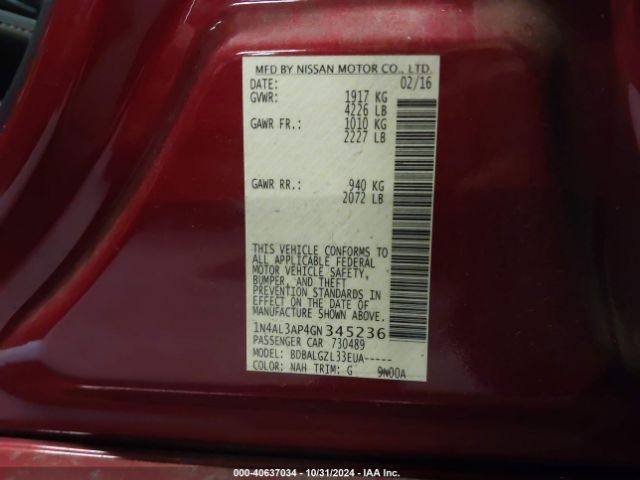 MFD BY NISSAN MOTOR CO., LTD.
DATE: 02/16
GVWR: 1917 KG
4226 LB
GAWR FR.: 1010 KG
2227 LB
GAWR RR.: 940 KG
2072 LB
THIS VEHICLE CONFORMS TO
ALL APPLICABLE FEDERAL
MOTOR VEHICLE SAFETY,
BUMPER, AND THEFT
PREVENTION STANDARDS IN
EFFECT ON THE DATE OF
MANUFACTURE SHOWN ABOVE.
1N4AL3AP4GN345236
PASSENGER CAR 730489
MODEL: BDBALGZL33EUA-----
COLOR: NAH TRIM: G 9N00A
000-40637034 - 10/31/2024 - IAA Inc.